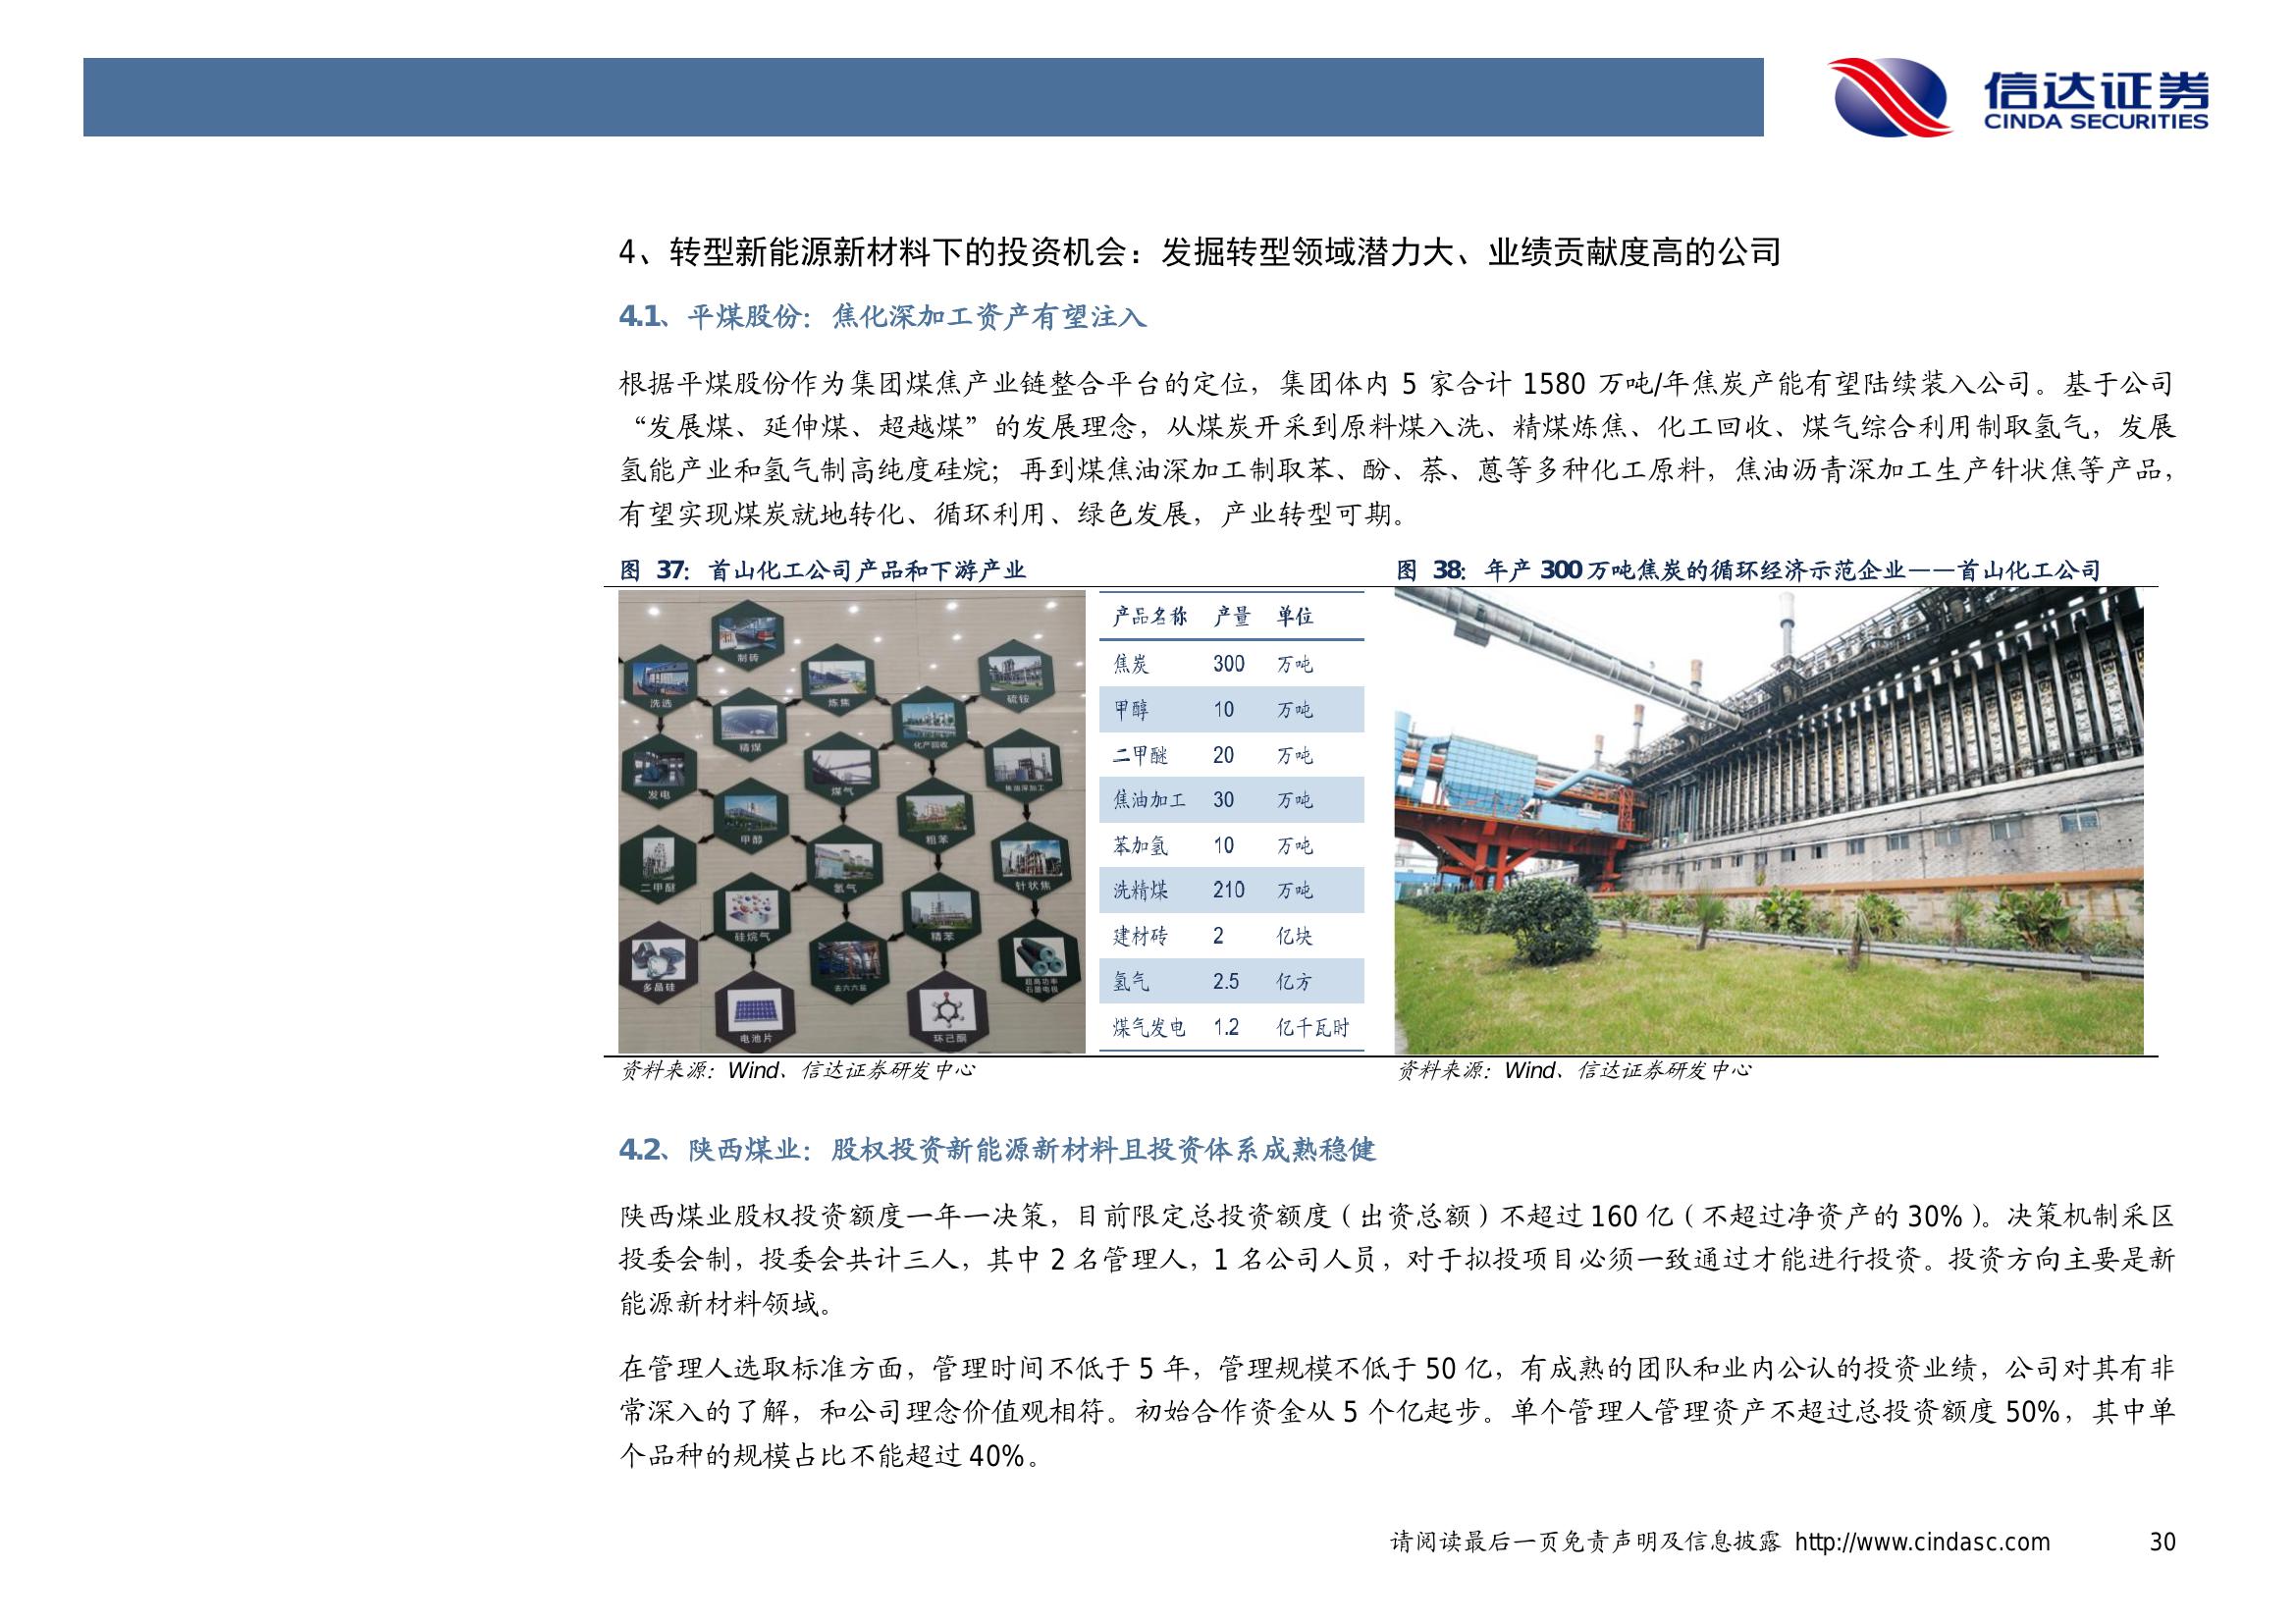 信达证券
CINDA SECURITIES
4、转型新能源新材料下的投资机会：发掘转型领域潜力大、业绩贡献度高的公司
4.1、平煤股份：焦化深加工资产有望注入
根据平煤股份作为集团煤焦产业链整合平台的定位，集团体内 5 家合计 1580 万吨/年焦炭产能有望陆续装入公司。基于公司
“发展煤、延伸煤、超越煤”的发展理念，从煤炭开采到原料煤入洗、精煤炼焦、化工回收、煤气综合利用制取氢气，发展
氢能产业和氢气制高纯度硅烷；再到煤焦油深加工制取苯、酚、萘、蒽等多种化工原料，焦油沥青深加工生产针状焦等产品，
有望实现煤炭就地转化、循环利用、绿色发展，产业转型可期。
图 37：首山化工公司产品和下游产业
制砖
洗选
炼焦
硫铵
精煤
化产回收
发电
煤气
焦油深加工
甲醇
粗苯
二甲醚
氢气
针状焦
硅烷气
精苯
多晶硅
去六六盐
超高功率
石墨电极
电池片
环己酮
产品名称 产量 单位
焦炭 300 万吨
甲醇 10 万吨
二甲醚 20 万吨
焦油加工 30 万吨
苯加氢 10 万吨
洗精煤 210 万吨
建材砖 2 亿块
氢气 2.5 亿方
煤气发电 1.2 亿千瓦时
资料来源：Wind、信达证券研发中心
图 38：年产 300 万吨焦炭的循环经济示范企业——首山化工公司
资料来源：Wind、信达证券研发中心
4.2、陕西煤业：股权投资新能源新材料且投资体系成熟稳健
陕西煤业股权投资额度一年一决策，目前限定总投资额度（出资总额）不超过 160 亿（不超过净资产的 30%）。决策机制采区
投委会制，投委会共计三人，其中 2 名管理人，1 名公司人员，对于拟投项目必须一致通过才能进行投资。投资方向主要是新
能源新材料领域。
在管理人选取标准方面，管理时间不低于 5 年，管理规模不低于 50 亿，有成熟的团队和业内公认的投资业绩，公司对其有非
常深入的了解，和公司理念价值观相符。初始合作资金从 5 个亿起步。单个管理人管理资产不超过总投资额度 50%，其中单
个品种的规模占比不能超过 40%。
请阅读最后一页免责声明及信息披露 http://www.cindasc.com 30